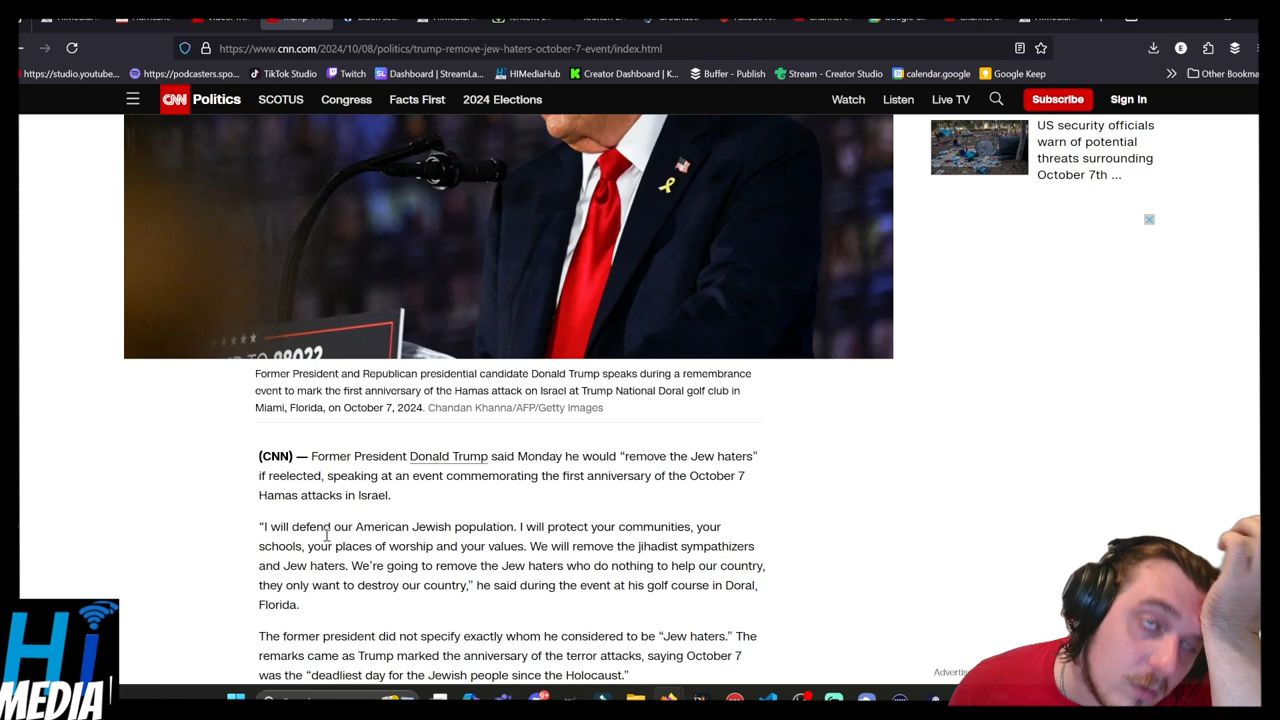 https://www.cnn.com/2024/10/08/politics/trump-remove-jew-haters-october-7-event/index.html
https://studio.youtube... https://podcasters.spo... TikTok Studio Twitch Dashboard | StreamLa... HIMediaHub Creator Dashboard | K... Buffer - Publish Stream - Creator Studio calendar.google Google Keep Other Bookma
CNN Politics SCOTUS Congress Facts First 2024 Elections Watch Listen Live TV Subscribe Sign In
US security officials
warn of potential
threats surrounding
October 7th ...
Former President and Republican presidential candidate Donald Trump speaks during a remembrance
event to mark the first anniversary of the Hamas attack on Israel at Trump National Doral golf club in
Miami, Florida, on October 7, 2024. Chandan Khanna/AFP/Getty Images
(CNN) — Former President Donald Trump said Monday he would “remove the Jew haters”
if reelected, speaking at an event commemorating the first anniversary of the October 7
Hamas attacks in Israel.
“I will defend our American Jewish population. I will protect your communities, your
schools, your places of worship and your values. We will remove the jihadist sympathizers
and Jew haters. We’re going to remove the Jew haters who do nothing to help our country,
they only want to destroy our country,” he said during the event at his golf course in Doral,
Florida.
The former president did not specify exactly whom he considered to be “Jew haters.” The
remarks came as Trump marked the anniversary of the terror attacks, saying October 7
was the “deadliest day for the Jewish people since the Holocaust.”
Advertis
Hi
MEDIA